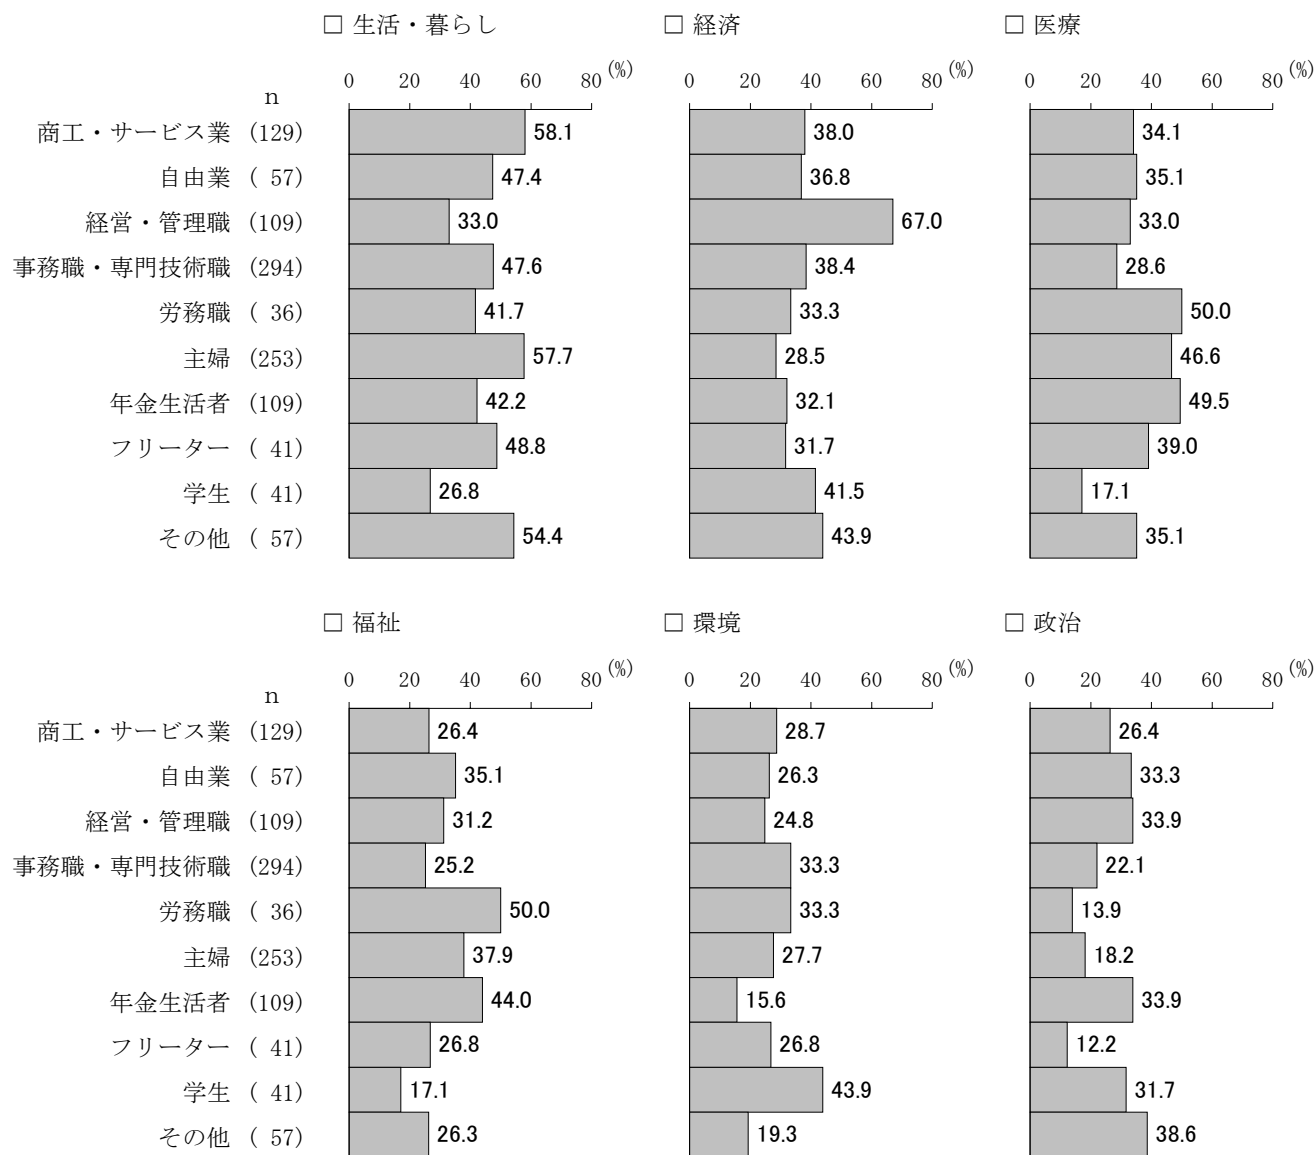 □ 生活・暮らし □ 経済 □ 医療
0 20 40 60 80 (%) 0 20 40 60 80 (%) 0 20 40 60 80 (%)
n
商工・サービス業 (129) 58.1 38.0 34.1
自由業 ( 57) 47.4 36.8 35.1
経営・管理職 (109) 33.0 67.0 33.0
事務職・専門技術職 (294) 47.6 38.4 28.6
労務職 ( 36) 41.7 33.3 50.0
主婦 (253) 57.7 28.5 46.6
年金生活者 (109) 42.2 32.1 49.5
フリーター ( 41) 48.8 31.7 39.0
学生 ( 41) 26.8 41.5 17.1
その他 ( 57) 54.4 43.9 35.1
□ 福祉 □ 環境 □ 政治
0 20 40 60 80 (%) 0 20 40 60 80 (%) 0 20 40 60 80 (%)
n
商工・サービス業 (129) 26.4 28.7 26.4
自由業 ( 57) 35.1 26.3 33.3
経営・管理職 (109) 31.2 24.8 33.9
事務職・専門技術職 (294) 25.2 33.3 22.1
労務職 ( 36) 50.0 33.3 13.9
主婦 (253) 37.9 27.7 18.2
年金生活者 (109) 44.0 15.6 33.9
フリーター ( 41) 26.8 26.8 12.2
学生 ( 41) 17.1 43.9 31.7
その他 ( 57) 26.3 19.3 38.6